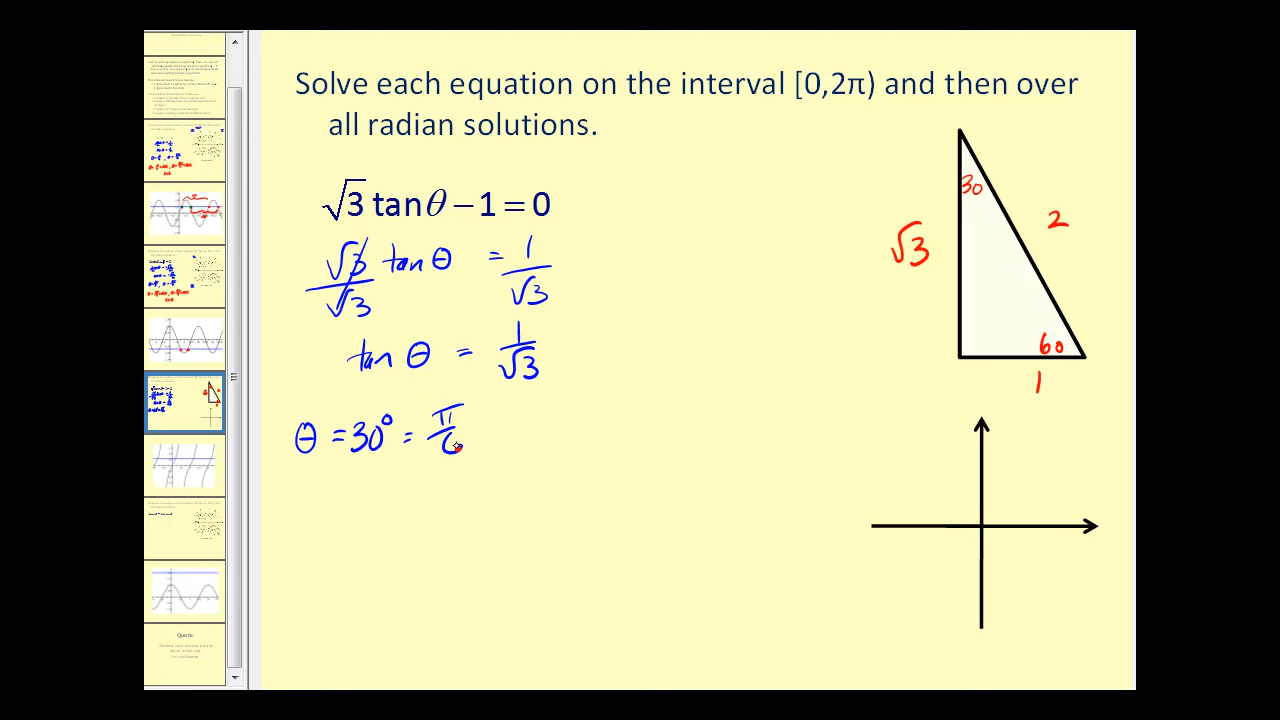 Solve each equation on the interval [0,2π) and then over
all radian solutions.
√3 tanθ − 1 = 0
√3/√3 tan θ = 1/√3
tan θ = 1/√3
θ = 30° = π/6
30
√3
2
60
1
Quote